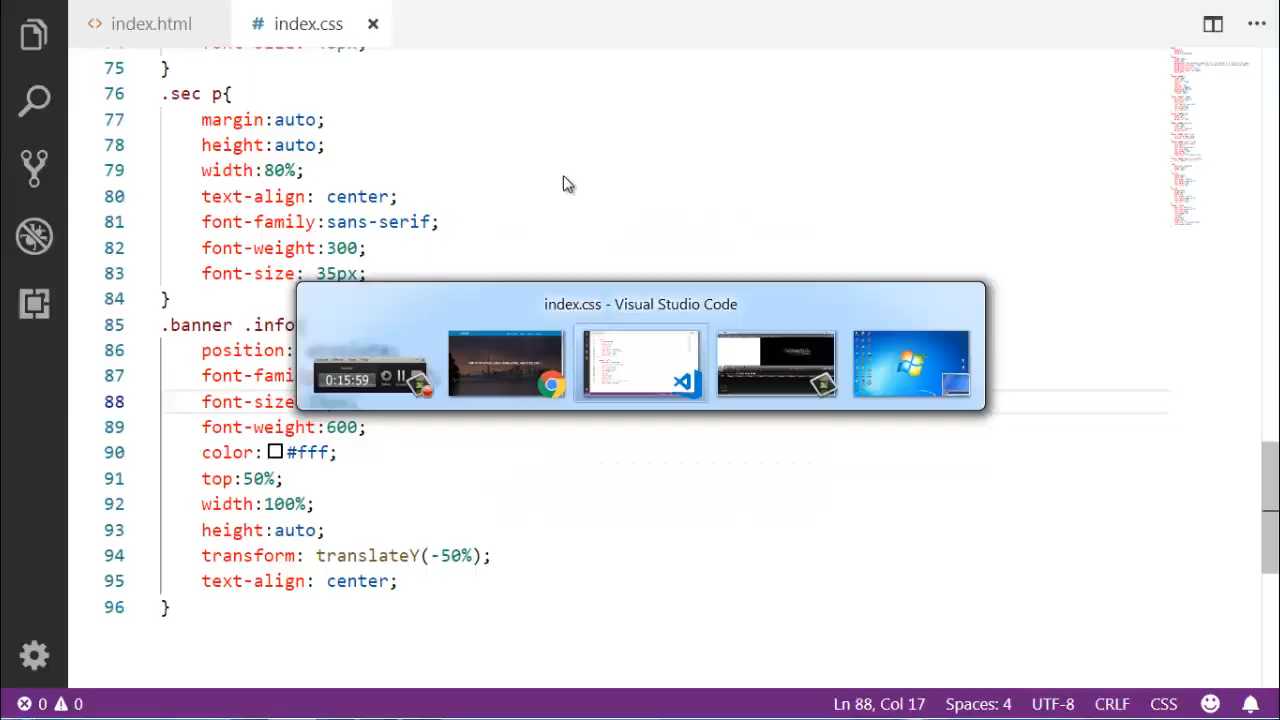 index.html
index.css
75 }
76 .sec p{
77 margin:auto;
78 height:auto;
79 width:80%;
80 text-align: center;
81 font-family:sans-serif;
82 font-weight:300;
83 font-size: 35px;
84 }
index.css - Visual Studio Code
85 .banner .info
86 position:
0:15:59
87 font-fami
88 font-size
89 font-weight:600;
90 color: #fff;
91 top:50%;
92 width:100%;
93 height:auto;
94 transform: translateY(-50%);
95 text-align: center;
96 }
0 0
Ln 88, Col 17
Spaces: 4
UTF-8
CRLF
CSS